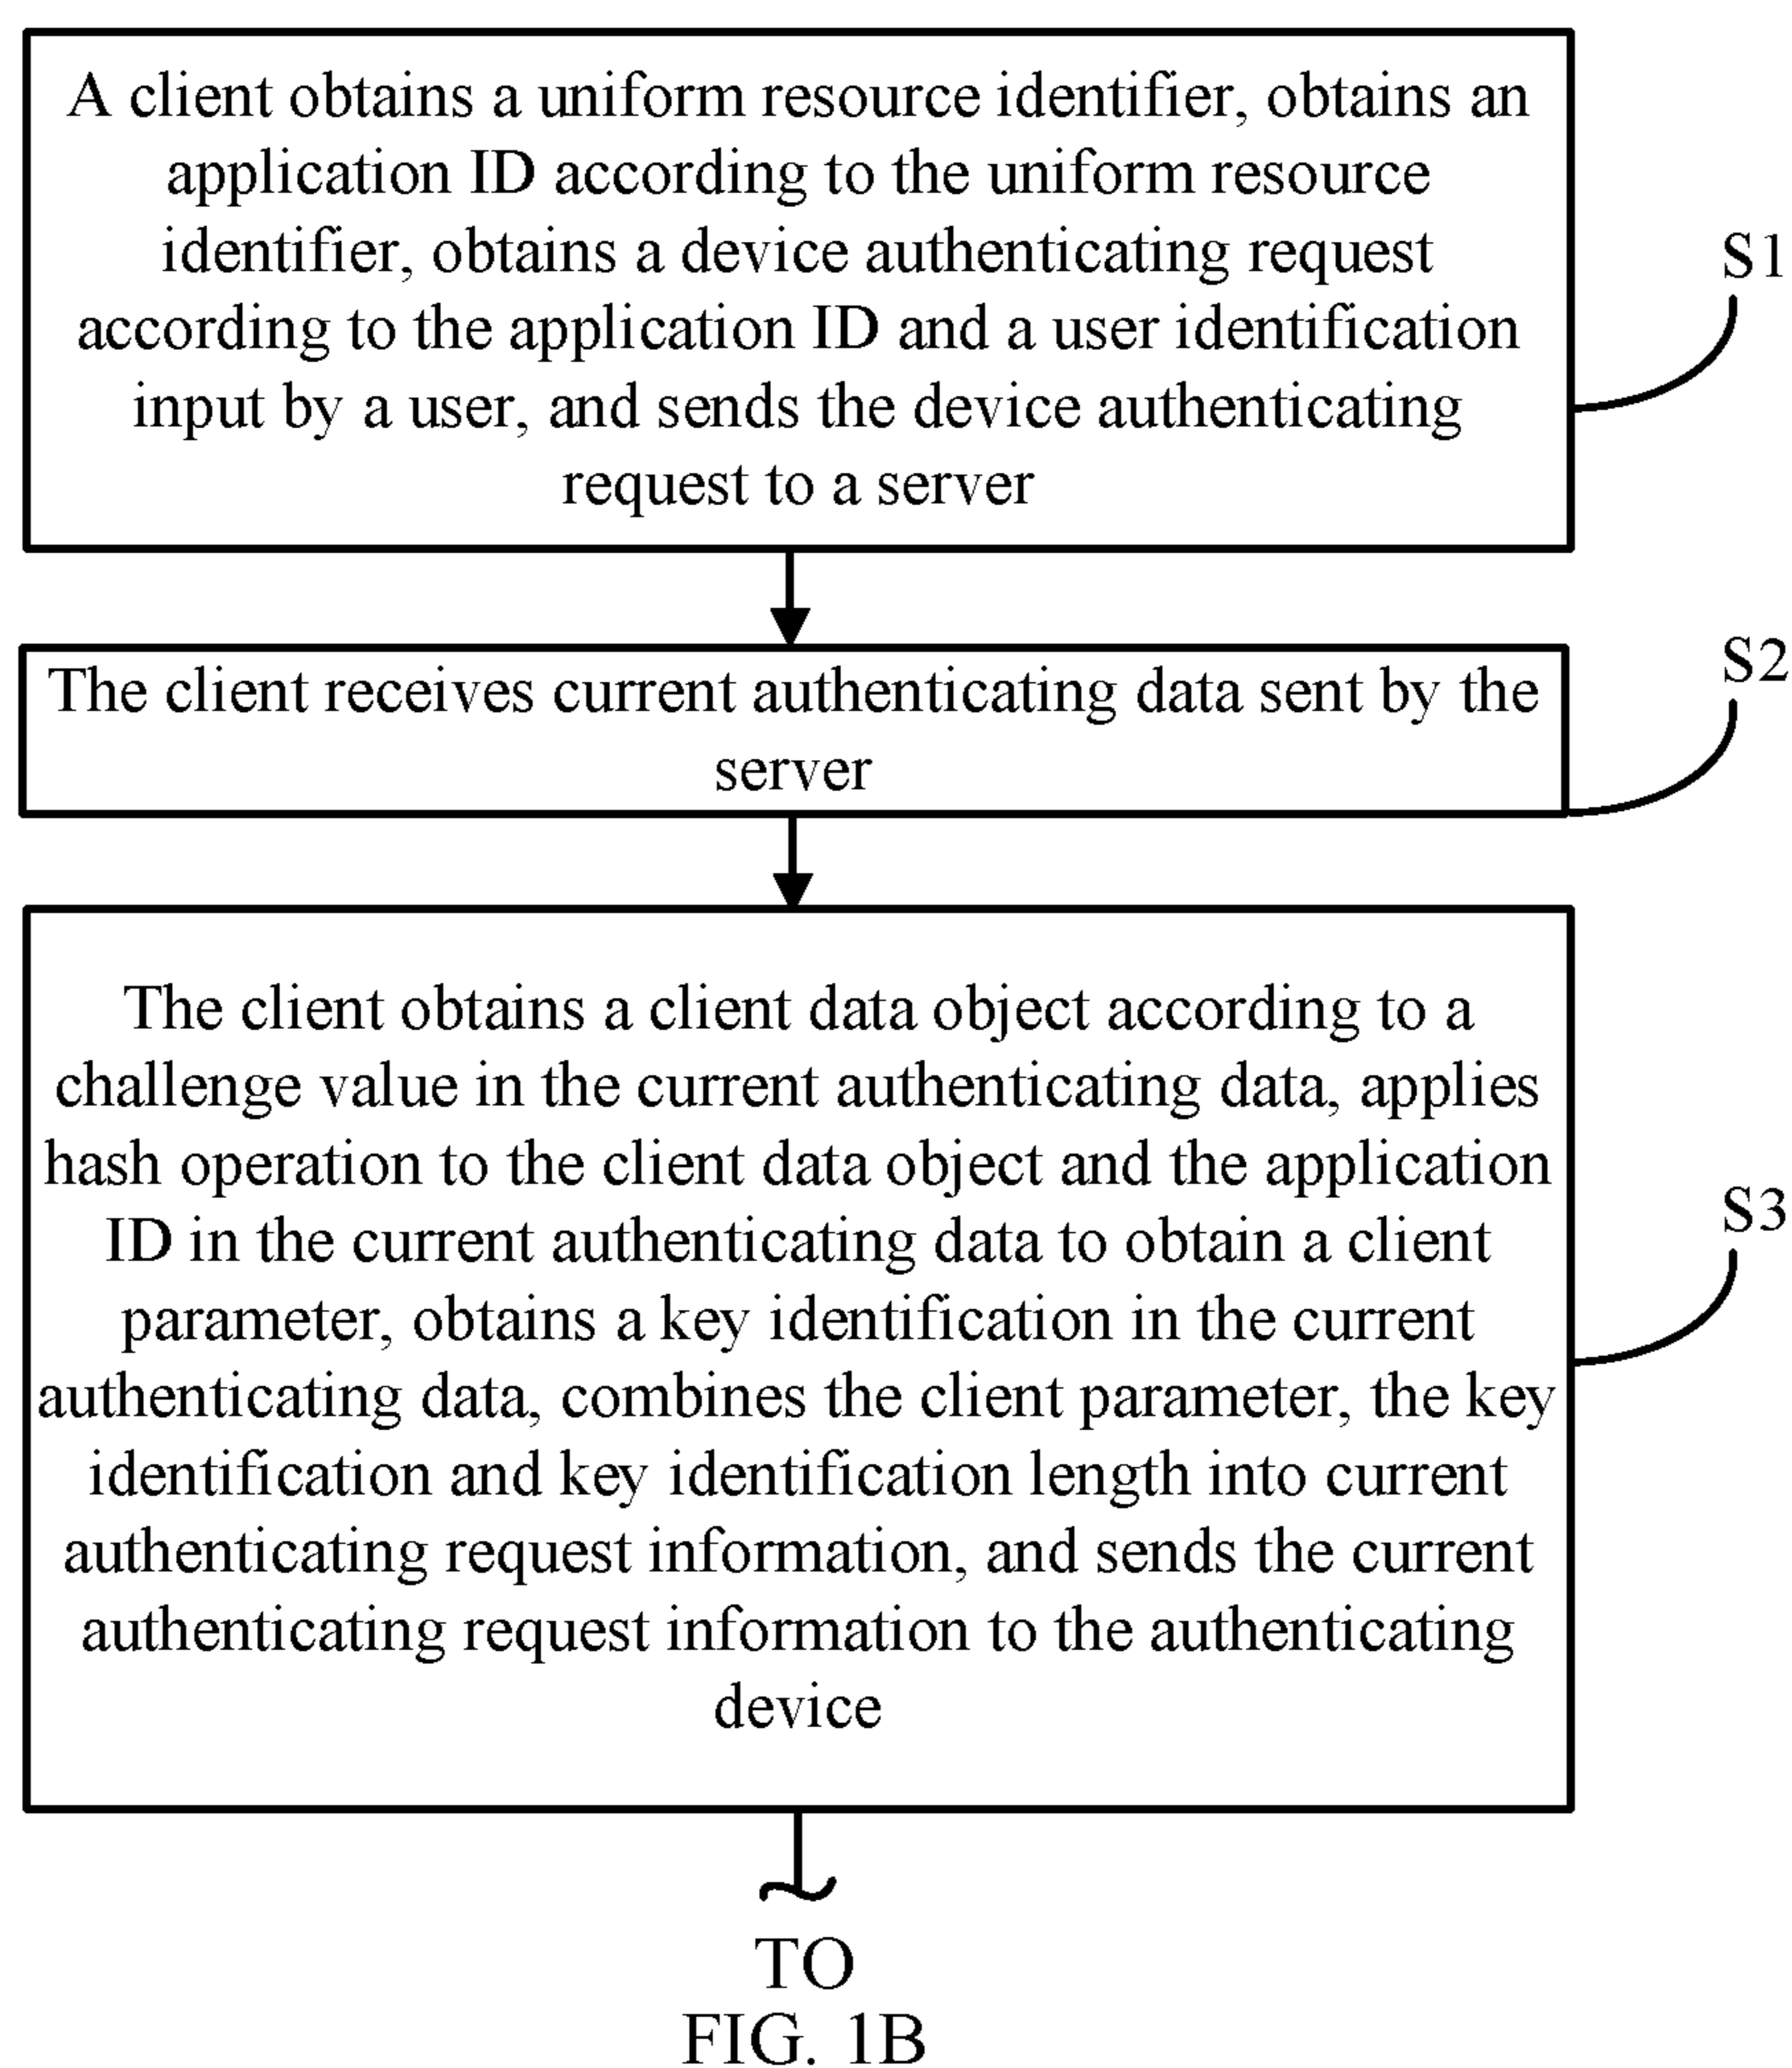 A client obtains a uniform resource identifier, obtains an
application ID according to the uniform resource
identifier, obtains a device authenticating request
according to the application ID and a user identification
input by a user, and sends the device authenticating
request to a server
S1
The client receives current authenticating data sent by the
server
S2
The client obtains a client data object according to a
challenge value in the current authenticating data, applies
hash operation to the client data object and the application
ID in the current authenticating data to obtain a client
parameter, obtains a key identification in the current
authenticating data, combines the client parameter, the key
identification and key identification length into current
authenticating request information, and sends the current
authenticating request information to the authenticating
device
S3
TO
FIG. 1B